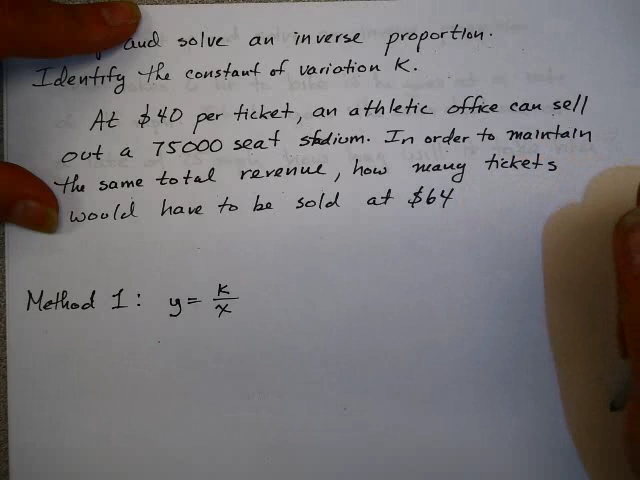 and solve an inverse proportion.
Identify the constant of variation K.
At $40 per ticket, an athletic office can sell
out a 75000 seat stadium. In order to maintain
the same total revenue, how many tickets
would have to be sold at $64
Method 1: y = K/x